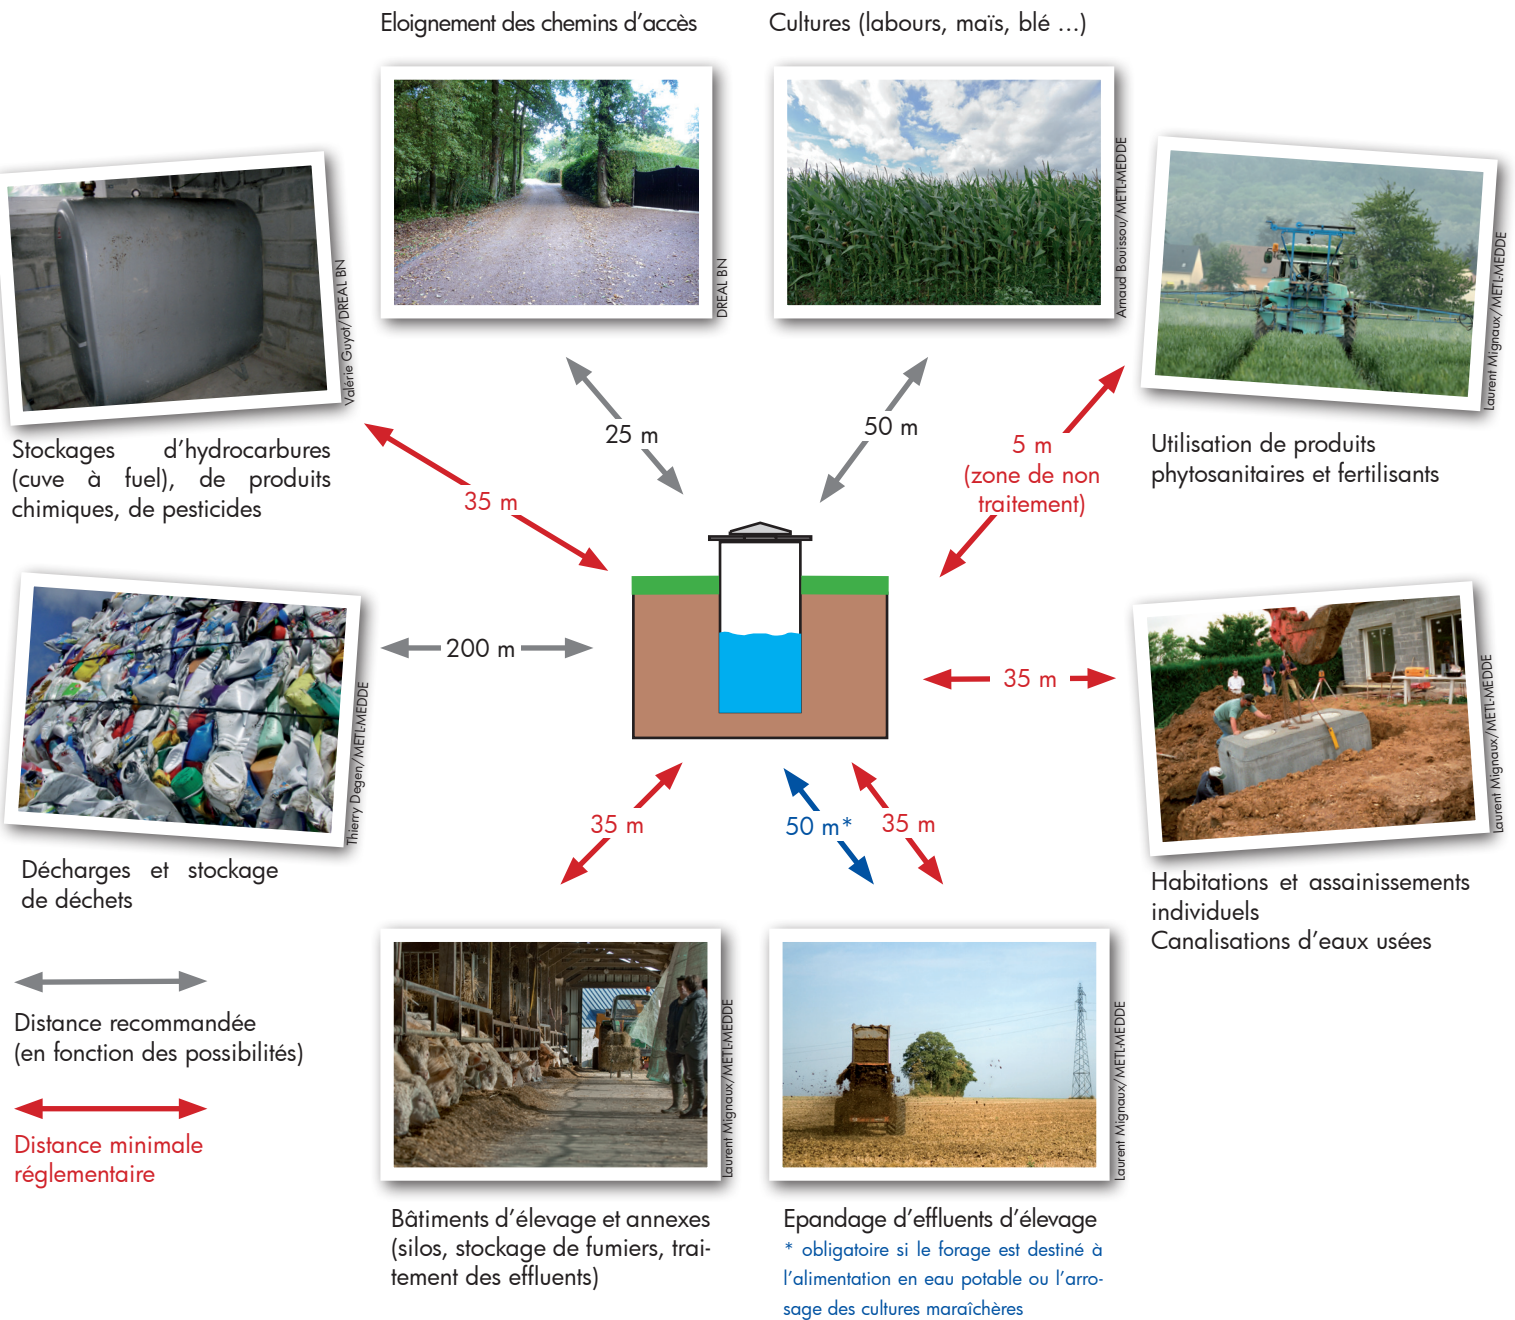 Eloignement des chemins d'accès
Cultures (labours, maïs, blé ...)
Valérie Guyot/DREAL BN
DREAL BN
Arnaud Bouissou/METL-MEDDE
Laurent Mignaux/METL-MEDDE
Stockages d'hydrocarbures
(cuve à fuel), de produits
chimiques, de pesticides
35 m
25 m
50 m
5 m
(zone de non
traitement)
Utilisation de produits
phytosanitaires et fertilisants
200 m
35 m
Thierry Degen/METL-MEDDE
Laurent Mignaux/METL-MEDDE
Décharges et stockage
de déchets
35 m
50 m*
35 m
Habitations et assainissements
individuels
Canalisations d'eaux usées
Distance recommandée
(en fonction des possibilités)
Distance minimale
réglementaire
Laurent Mignaux/METL-MEDDE
Laurent Mignaux/METL-MEDDE
Bâtiments d'élevage et annexes
(silos, stockage de fumiers, trai-
tement des effluents)
Epandage d'effluents d'élevage
* obligatoire si le forage est destiné à
l'alimentation en eau potable ou l'arro-
sage des cultures maraîchères